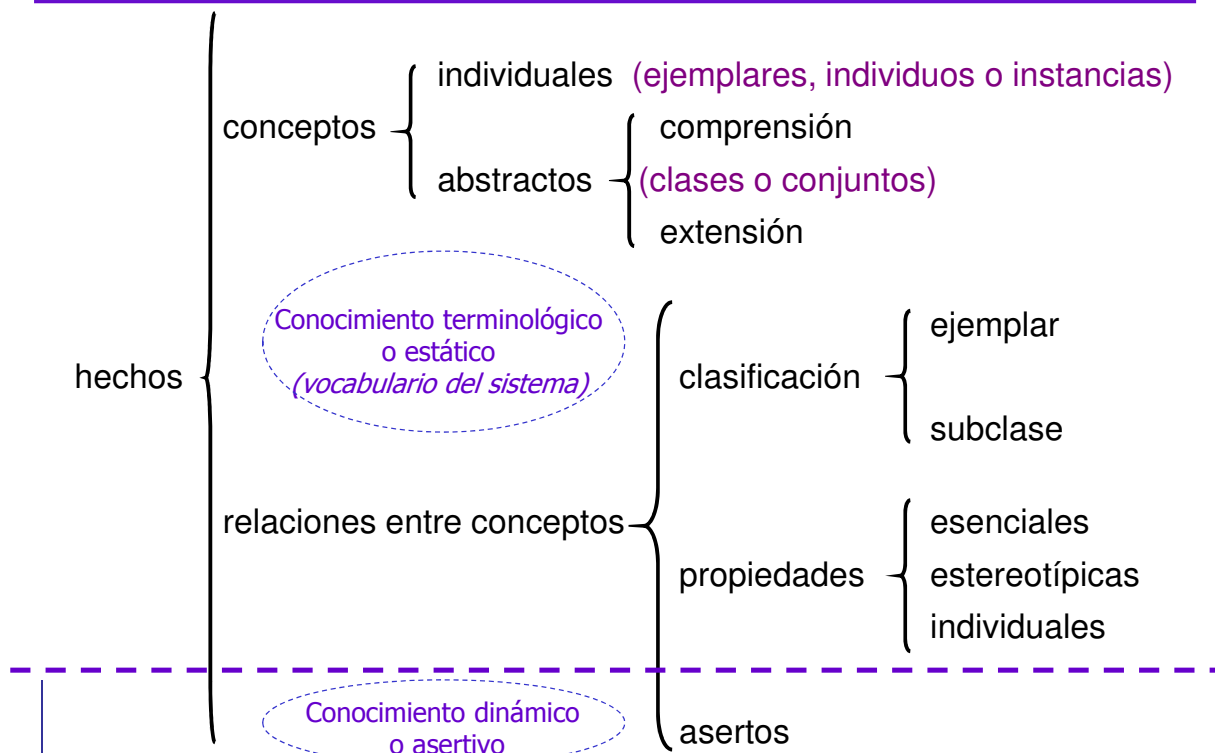 individuales (ejemplares, individuos o instancias)
conceptos
comprensión
abstractos
(clases o conjuntos)
extensión
Conocimiento terminológico
o estático
(vocabulario del sistema)
ejemplar
hechos
clasificación
subclase
relaciones entre conceptos
esenciales
propiedades
estereotípicas
individuales
Conocimiento dinámico
o asertivo
asertos